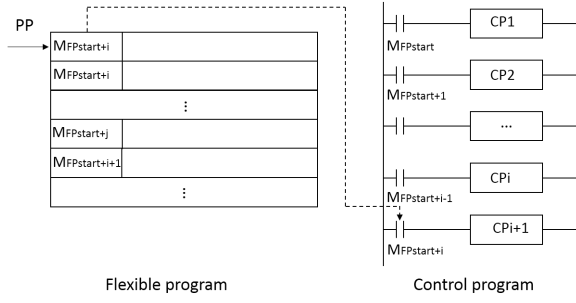 PP
MFPstart+i
MFPstart+i
⋮
MFPstart+j
MFPstart+i+1
⋮
Flexible program
CP1
MFPstart
CP2
MFPstart+1
...
CPi
MFPstart+i-1
CPi+1
MFPstart+i
Control program